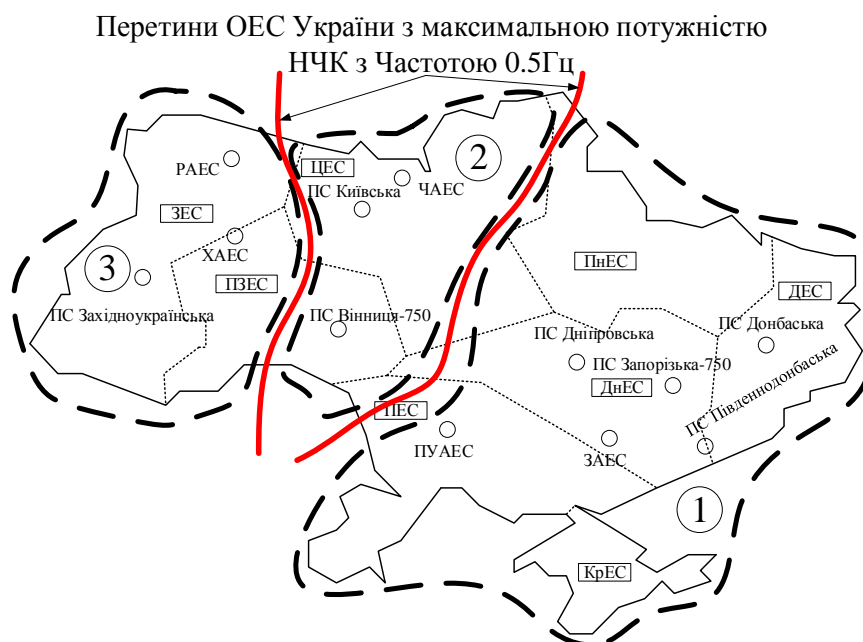 Перетини ОЕС України з максимальною потужністю
НЧК з Частотою 0.5Гц
РАЕС
ЦЕС
2
ПС Київська
ЧАЕС
ЗЕС
ХАЕС
3
ПЗЕС
ПнЕС
ДЕС
ПС Західноукраїнська
ПС Вінниця-750
ПС Дніпровська
ПС Донбаська
ПС Запорізька-750
ДнЕС
ПС Південнодонбаська
ПЕС
ПУАЕС
ЗАЕС
1
КрЕС